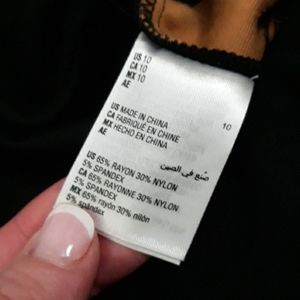 US 10
CA 10
MX 10
AE
US MADE IN CHINA
CA FABRIQUÉ EN CHINE
MX HECHO EN CHINA
AE
10
صنع في الصين
US 65% RAYON 30% NYLON
5% SPANDEX
CA 65% RAYONNE 30% NYLON
5% SPANDEX
MX 65% rayón 30% nilón
5% spandex